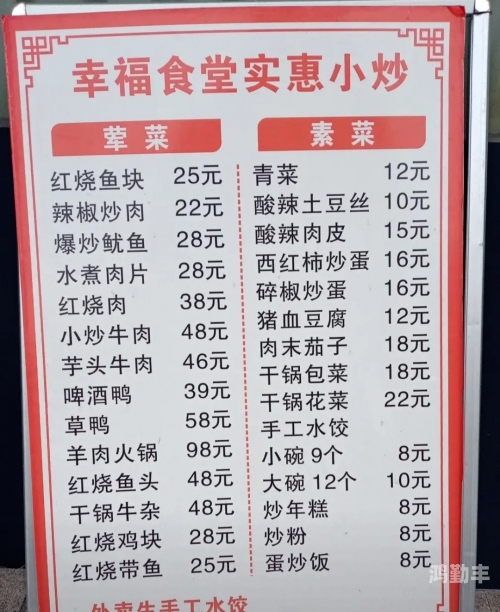 幸福食堂实惠小炒
荤菜
红烧鱼块 25元
辣椒炒肉 22元
爆炒鱿鱼 28元
水煮肉片 28元
红烧肉 38元
小炒牛肉 48元
芋头牛肉 46元
啤酒鸭 39元
草鸭 58元
羊肉火锅 98元
红烧鱼头 48元
干锅牛杂 48元
红烧鸡块 28元
红烧带鱼 25元
素菜
青菜 12元
酸辣土豆丝 10元
酸辣肉皮 15元
西红柿炒蛋 16元
碎椒炒蛋 16元
猪血豆腐 12元
肉末茄子 18元
干锅包菜 18元
干锅花菜 22元
手工水饺
小碗9个 8元
大碗12个 10元
炒年糕 8元
炒粉 8元
蛋炒饭 8元
外卖生手工水饺
鸿勤丰